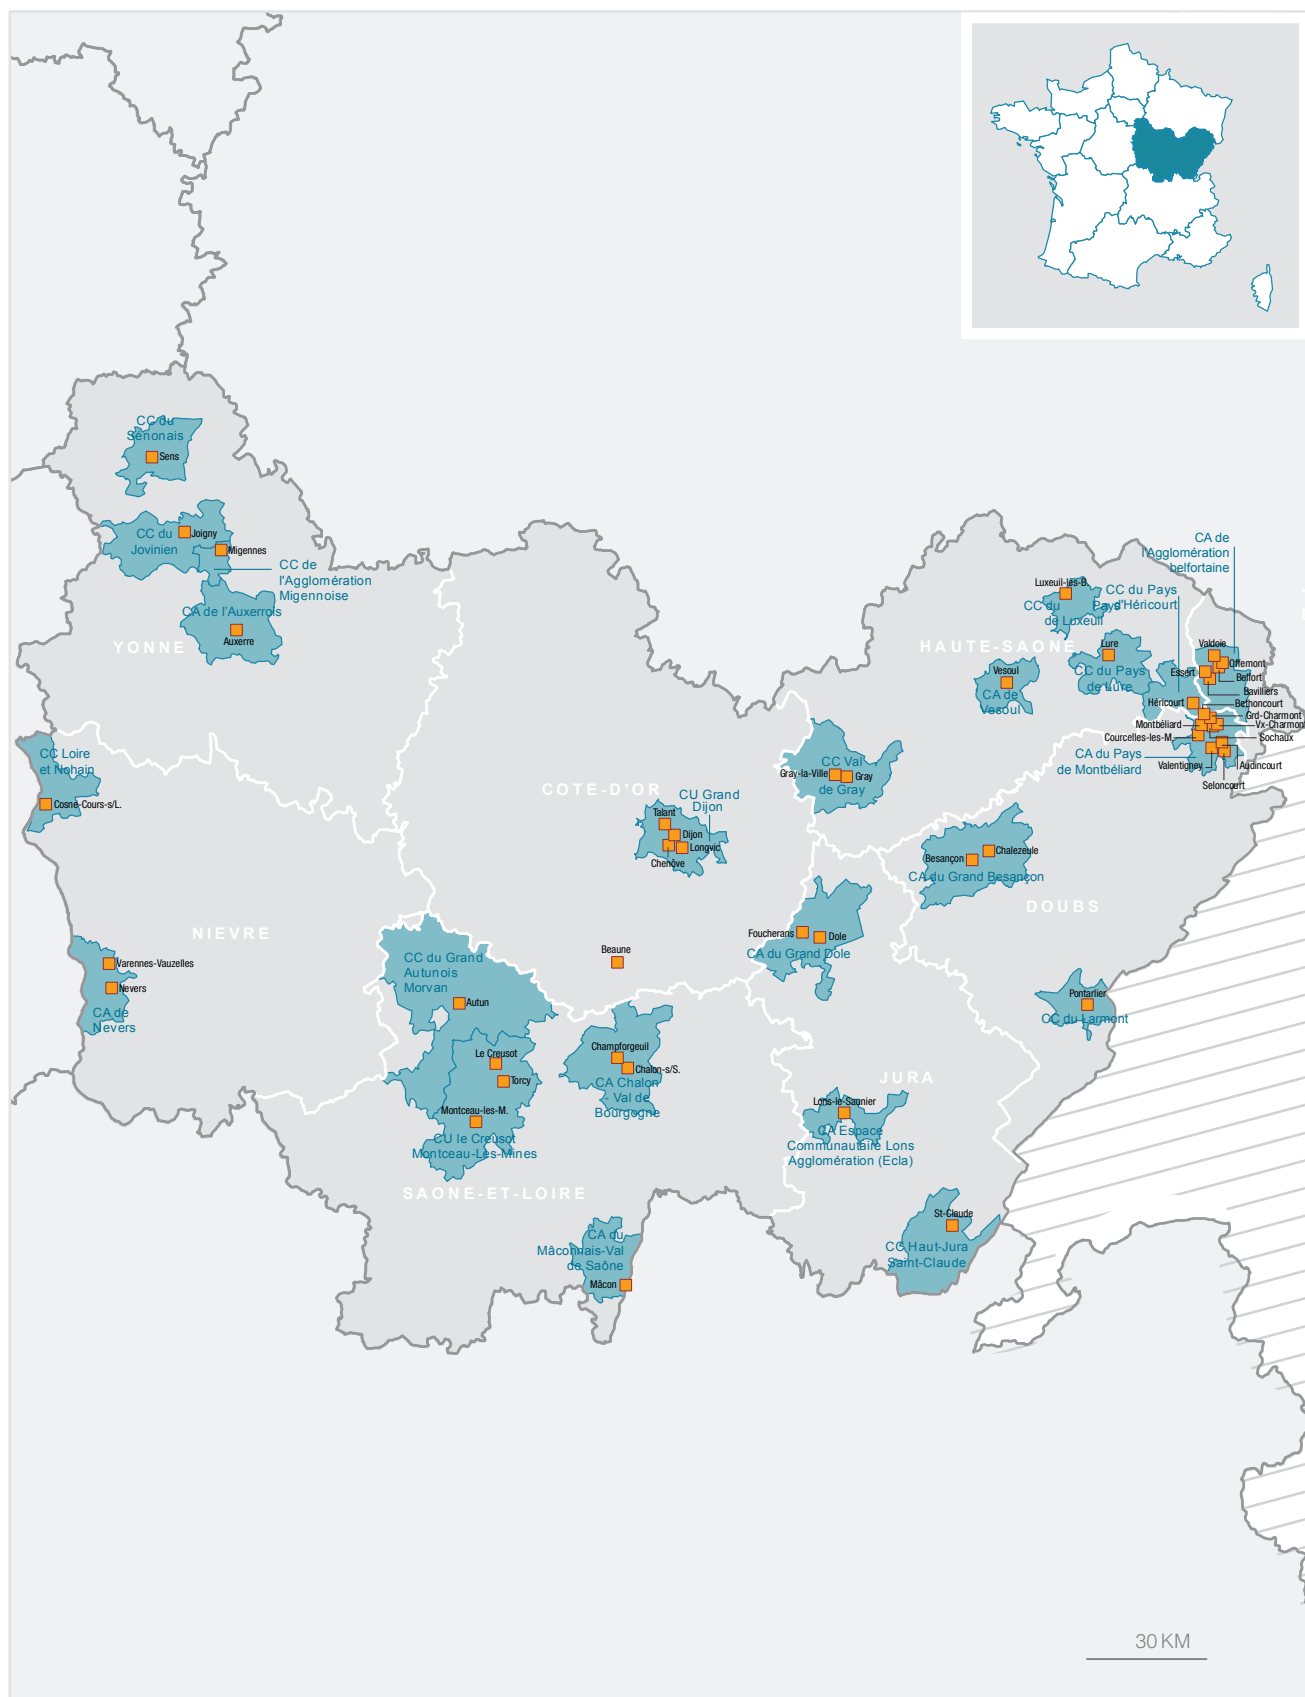 CC du
Sénonais
Sens
CC du
Jovinien
Joigny
Migennes
CC de
l'Agglomération
Migennoise
CA de l'Auxerrois
Auxerre
YONNE
CA de
l'Agglomération
belfortaine
Luxeuil-les-B.
CC du Pays
de Luxeuil
CC du Pays
d'Héricourt
HAUTE-SAONE
Lure
CC du Pays
de Lure
Vesoul
CA de
Vesoul
Valdoie
Offemont
Essert
Belfort
Bavilliers
Héricourt
Bethoncourt
Grd-Charmont
Montbéliard
Vx-Charmont
Courcelles-les-M.
Sochaux
CA du Pays
de Montbéliard
Valentigney
Audincourt
Seloncourt
CC Loire
et Nohain
Cosne-Cours-s/L.
CC Val
de Gray
Gray-la-Ville
Gray
COTE-D'OR
CU Grand
Dijon
Talant
Dijon
Longvic
Chenôve
Besançon
Chalezeule
CA du Grand Besançon
DOUBS
NIEVRE
Varennes-Vauzelles
Nevers
CA de
Nevers
CC du Grand
Autunois
Morvan
Autun
Beaune
Foucherans
Dole
CA du Grand Dole
Pontarlier
CC du Larmont
Le Creusot
Torcy
Montceau-les-M.
CU le Creusot
Montceau-Les-Mines
Champforgeuil
Chalon-s/S.
CA Chalon
- Val de
Bourgogne
JURA
Lons-le-Saunier
CA Espace
Communautaire Lons
Agglomération (Ecla)
SAONE-ET-LOIRE
St-Claude
CC Haut-Jura
Saint-Claude
CA du
Mâconnais-Val
de Saône
Mâcon
30 KM